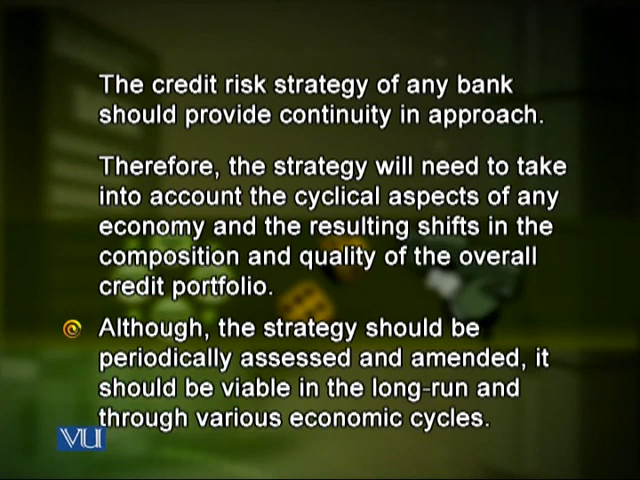 The credit risk strategy of any bank
should provide continuity in approach.
Therefore, the strategy will need to take
into account the cyclical aspects of any
economy and the resulting shifts in the
composition and quality of the overall
credit portfolio.
Although, the strategy should be
periodically assessed and amended, it
should be viable in the long-run and
through various economic cycles.
VU